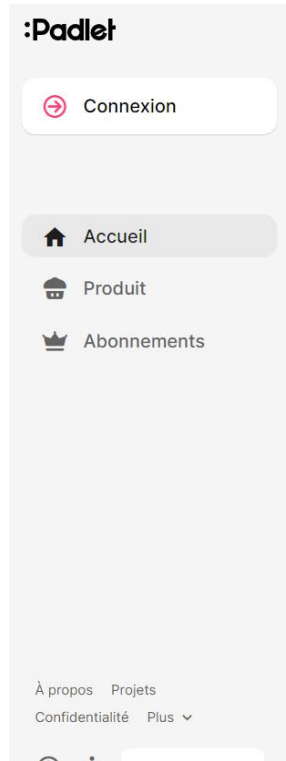 :Padlet
Connexion
Accueil
Produit
Abonnements
À propos Projets
Confidentialité Plus